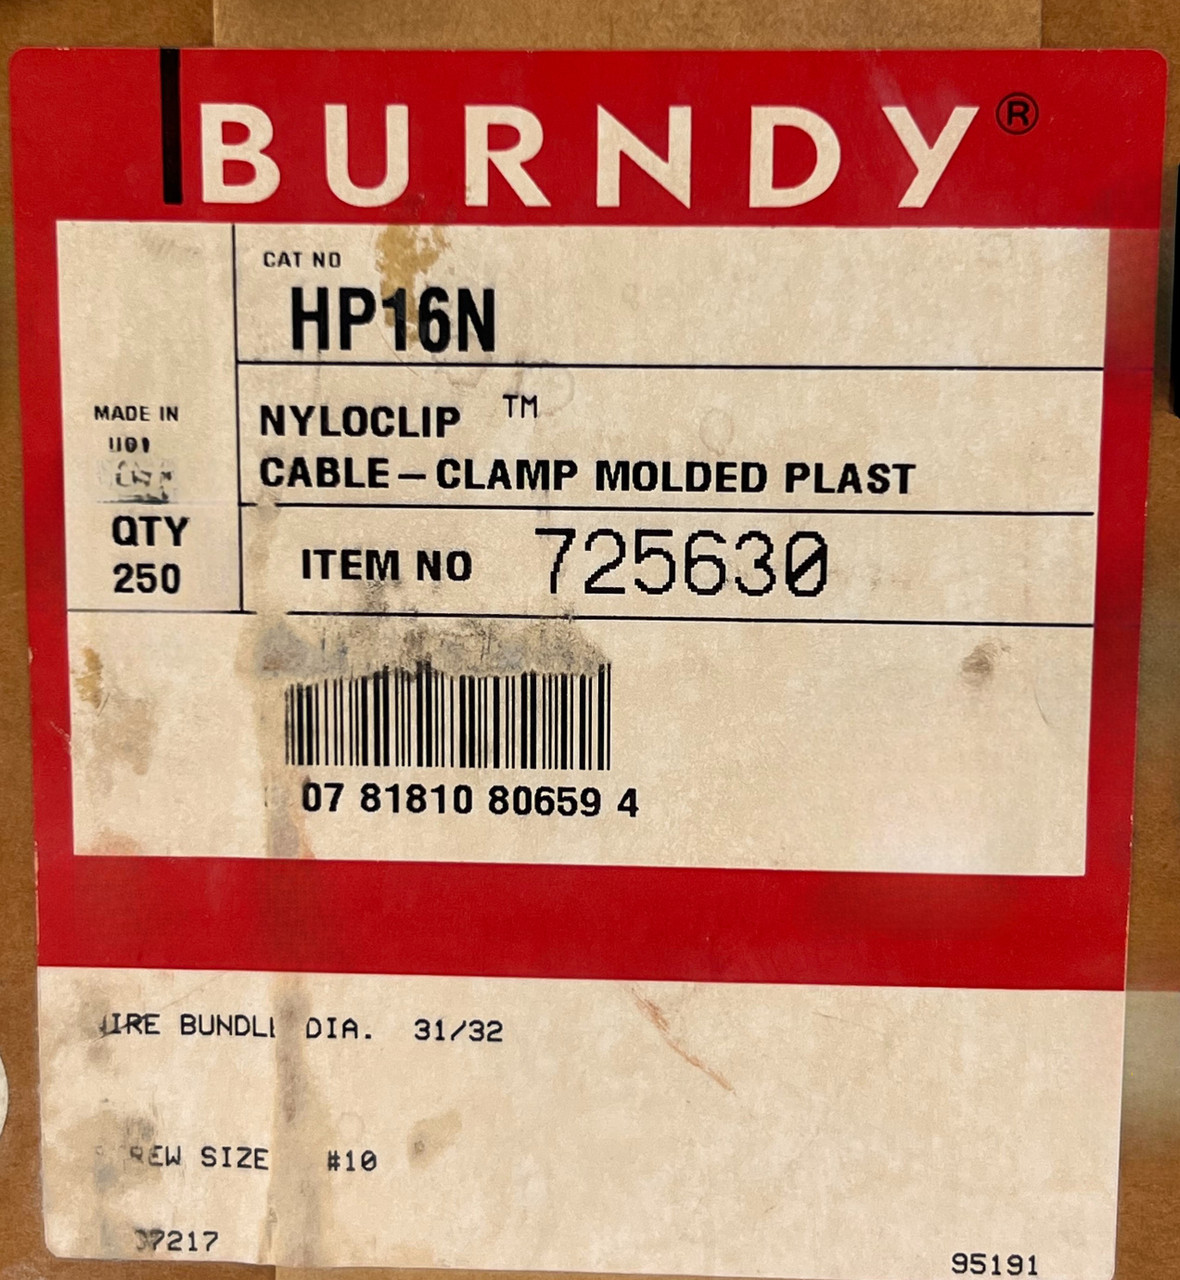 BURNDY®
CAT NO
HP16N
MADE IN
NYLOCLIP ™
CABLE-CLAMP MOLDED PLAST
QTY
250
ITEM NO 725630
07 81810 80659 4
DIA. 31/32
SIZE #10
95191